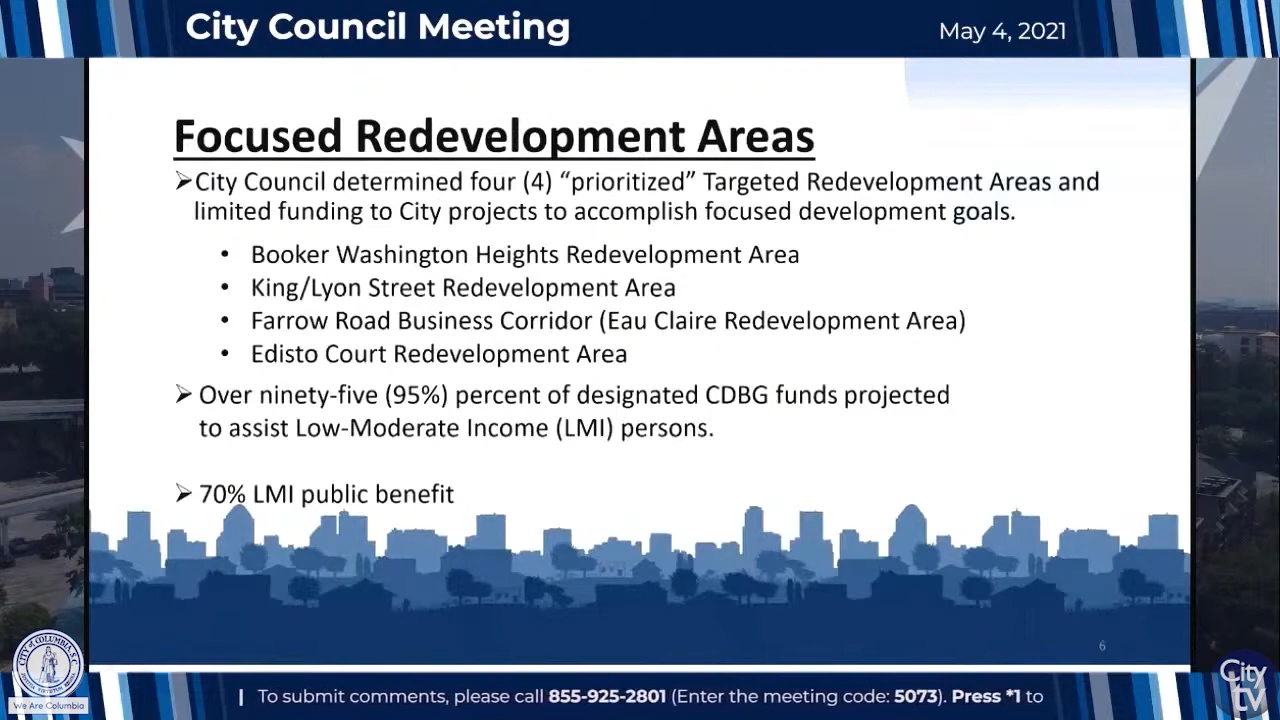 City Council Meeting
May 4, 2021
Focused Redevelopment Areas
➢City Council determined four (4) “prioritized” Targeted Redevelopment Areas and
limited funding to City projects to accomplish focused development goals.
• Booker Washington Heights Redevelopment Area
• King/Lyon Street Redevelopment Area
• Farrow Road Business Corridor (Eau Claire Redevelopment Area)
• Edisto Court Redevelopment Area
➢ Over ninety-five (95%) percent of designated CDBG funds projected
to assist Low-Moderate Income (LMI) persons.
➢ 70% LMI public benefit
6
CITY OF COLUMBIA, S.C.
We Are Columbia
| To submit comments, please call 855-925-2801 (Enter the meeting code: 5073). Press *1 to
City
tv